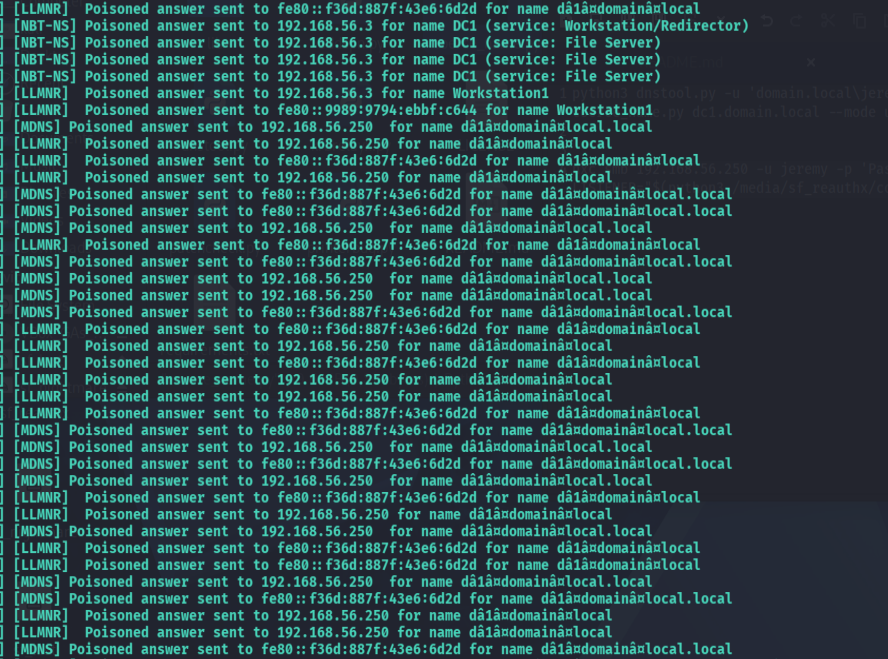 ] [LLMNR]  Poisoned answer sent to fe80::f36d:887f:43e6:6d2d for name dâ1â¤domainâ¤local
] [NBT-NS] Poisoned answer sent to 192.168.56.3 for name DC1 (service: Workstation/Redirector)
] [NBT-NS] Poisoned answer sent to 192.168.56.3 for name DC1 (service: File Server)
] [NBT-NS] Poisoned answer sent to 192.168.56.3 for name DC1 (service: File Server)
] [NBT-NS] Poisoned answer sent to 192.168.56.3 for name DC1 (service: File Server)
] [LLMNR]  Poisoned answer sent to 192.168.56.3 for name Workstation1
] [LLMNR]  Poisoned answer sent to fe80::9989:9794:ebbf:c644 for name Workstation1
] [MDNS] Poisoned answer sent to 192.168.56.250  for name dâ1â¤domainâ¤local.local
] [LLMNR]  Poisoned answer sent to 192.168.56.250 for name dâ1â¤domainâ¤local
] [LLMNR]  Poisoned answer sent to fe80::f36d:887f:43e6:6d2d for name dâ1â¤domainâ¤local
] [LLMNR]  Poisoned answer sent to 192.168.56.250 for name dâ1â¤domainâ¤local
] [MDNS] Poisoned answer sent to fe80::f36d:887f:43e6:6d2d for name dâ1â¤domainâ¤local.local
] [MDNS] Poisoned answer sent to fe80::f36d:887f:43e6:6d2d for name dâ1â¤domainâ¤local.local
] [MDNS] Poisoned answer sent to 192.168.56.250  for name dâ1â¤domainâ¤local.local
] [LLMNR]  Poisoned answer sent to fe80::f36d:887f:43e6:6d2d for name dâ1â¤domainâ¤local
] [MDNS] Poisoned answer sent to fe80::f36d:887f:43e6:6d2d for name dâ1â¤domainâ¤local.local
] [MDNS] Poisoned answer sent to 192.168.56.250  for name dâ1â¤domainâ¤local.local
] [MDNS] Poisoned answer sent to 192.168.56.250  for name dâ1â¤domainâ¤local.local
] [MDNS] Poisoned answer sent to fe80::f36d:887f:43e6:6d2d for name dâ1â¤domainâ¤local.local
] [LLMNR]  Poisoned answer sent to fe80::f36d:887f:43e6:6d2d for name dâ1â¤domainâ¤local
] [LLMNR]  Poisoned answer sent to 192.168.56.250 for name dâ1â¤domainâ¤local
] [LLMNR]  Poisoned answer sent to fe80::f36d:887f:43e6:6d2d for name dâ1â¤domainâ¤local
] [LLMNR]  Poisoned answer sent to 192.168.56.250 for name dâ1â¤domainâ¤local
] [LLMNR]  Poisoned answer sent to 192.168.56.250 for name dâ1â¤domainâ¤local
] [LLMNR]  Poisoned answer sent to fe80::f36d:887f:43e6:6d2d for name dâ1â¤domainâ¤local
] [MDNS] Poisoned answer sent to fe80::f36d:887f:43e6:6d2d for name dâ1â¤domainâ¤local.local
] [MDNS] Poisoned answer sent to 192.168.56.250  for name dâ1â¤domainâ¤local.local
] [MDNS] Poisoned answer sent to fe80::f36d:887f:43e6:6d2d for name dâ1â¤domainâ¤local.local
] [MDNS] Poisoned answer sent to 192.168.56.250  for name dâ1â¤domainâ¤local.local
] [LLMNR]  Poisoned answer sent to fe80::f36d:887f:43e6:6d2d for name dâ1â¤domainâ¤local
] [LLMNR]  Poisoned answer sent to 192.168.56.250 for name dâ1â¤domainâ¤local
] [MDNS] Poisoned answer sent to 192.168.56.250  for name dâ1â¤domainâ¤local.local
] [LLMNR]  Poisoned answer sent to fe80::f36d:887f:43e6:6d2d for name dâ1â¤domainâ¤local
] [LLMNR]  Poisoned answer sent to fe80::f36d:887f:43e6:6d2d for name dâ1â¤domainâ¤local
] [MDNS] Poisoned answer sent to 192.168.56.250  for name dâ1â¤domainâ¤local.local
] [MDNS] Poisoned answer sent to fe80::f36d:887f:43e6:6d2d for name dâ1â¤domainâ¤local.local
] [LLMNR]  Poisoned answer sent to 192.168.56.250 for name dâ1â¤domainâ¤local
] [LLMNR]  Poisoned answer sent to 192.168.56.250 for name dâ1â¤domainâ¤local
] [MDNS] Poisoned answer sent to fe80::f36d:887f:43e6:6d2d for name dâ1â¤domainâ¤local.local